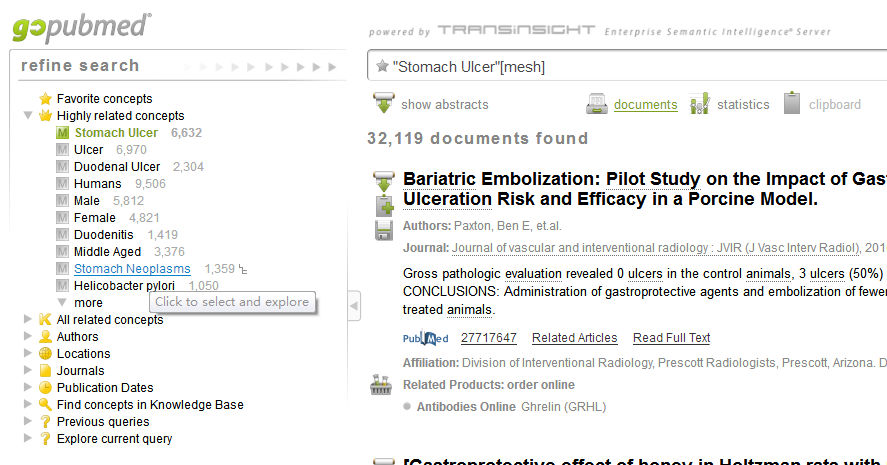 gopubmed®
refine search
Favorite concepts
Highly related concepts
M Stomach Ulcer 6,632
M Ulcer 6,970
M Duodenal Ulcer 2,304
M Humans 9,506
M Male 5,812
M Female 4,821
M Duodenitis 1,419
M Middle Aged 3,376
M Stomach Neoplasms 1,359
M Helicobacter pylori 1,050
more
Click to select and explore
All related concepts
Authors
Locations
Journals
Publication Dates
Find concepts in Knowledge Base
? Previous queries
? Explore current query
powered by TRANSINSIGHT Enterprise Semantic Intelligence® Server
"Stomach Ulcer"[mesh]
show abstracts documents statistics clipboard
32,119 documents found
Bariatric Embolization: Pilot Study on the Impact of Gas
Ulceration Risk and Efficacy in a Porcine Model.
Authors: Paxton, Ben E, et.al.
Journal: Journal of vascular and interventional radiology : JVIR (J Vasc Interv Radiol), 201
Gross pathologic evaluation revealed 0 ulcers in the control animals, 3 ulcers (50%)
CONCLUSIONS: Administration of gastroprotective agents and embolization of fewer
treated animals.
PubMed 27717647 Related Articles Read Full Text
Affiliation: Division of Interventional Radiology, Prescott Radiologists, Prescott, Arizona. D
Related Products: order online
Antibodies Online Ghrelin (GRHL)
[Gastroprotective effect of honey in Holtzman rats with